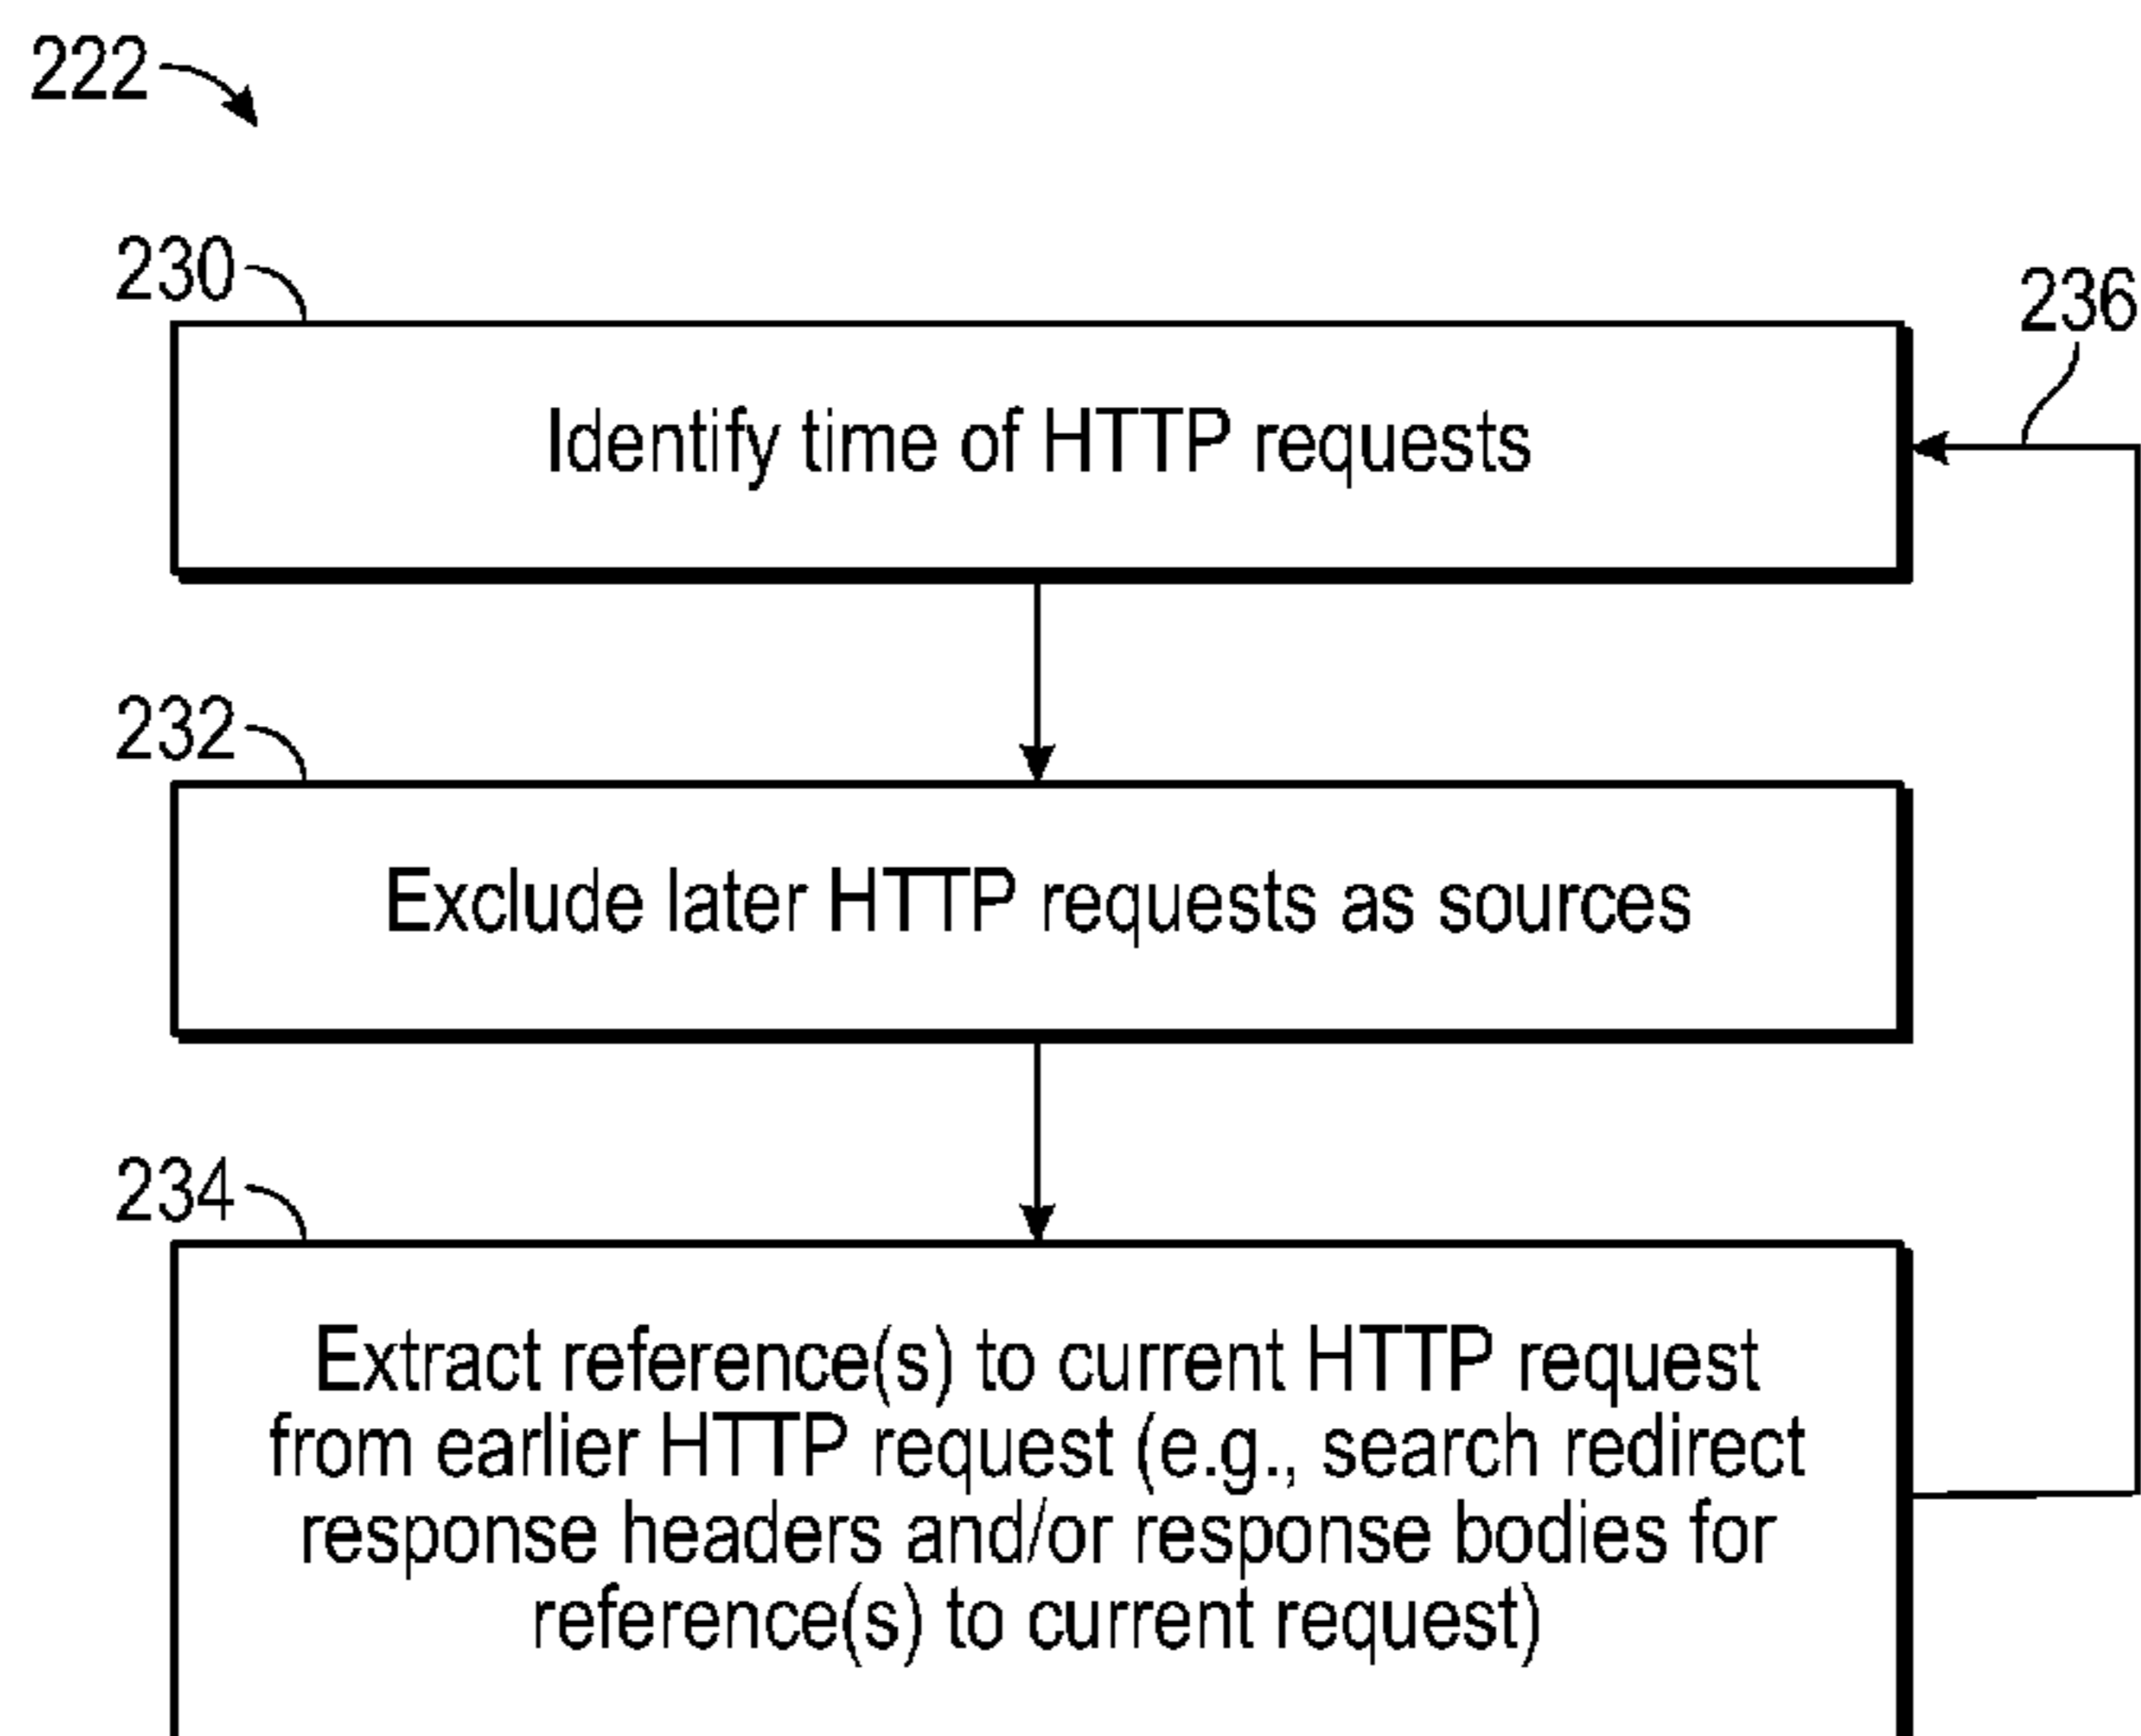 222
230
236
Identify time of HTTP requests
232
Exclude later HTTP requests as sources
234
Extract reference(s) to current HTTP request
from earlier HTTP request (e.g., search redirect
response headers and/or response bodies for
reference(s) to current request)